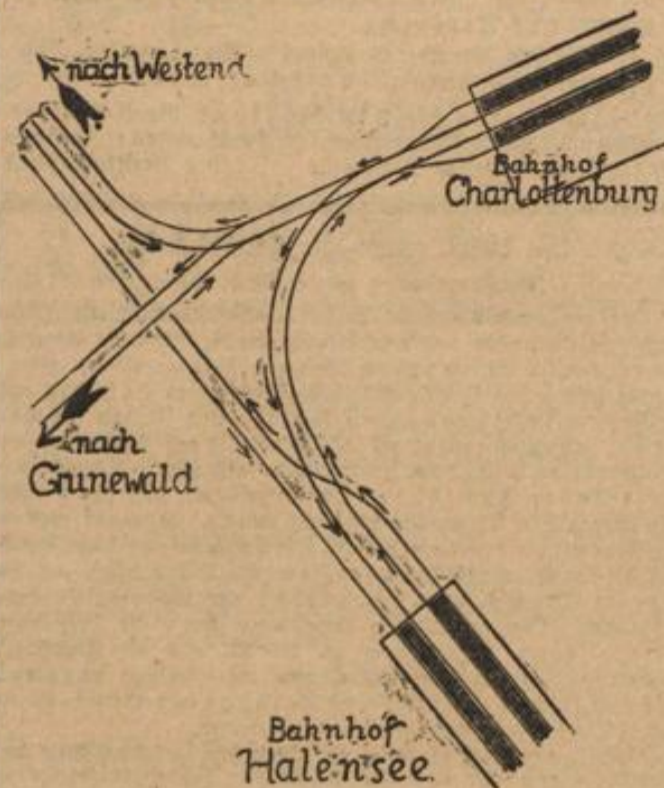 nach Westend
Bahnhof
Charlottenburg
nach
Grunewald
Bahnhof
Halensee.